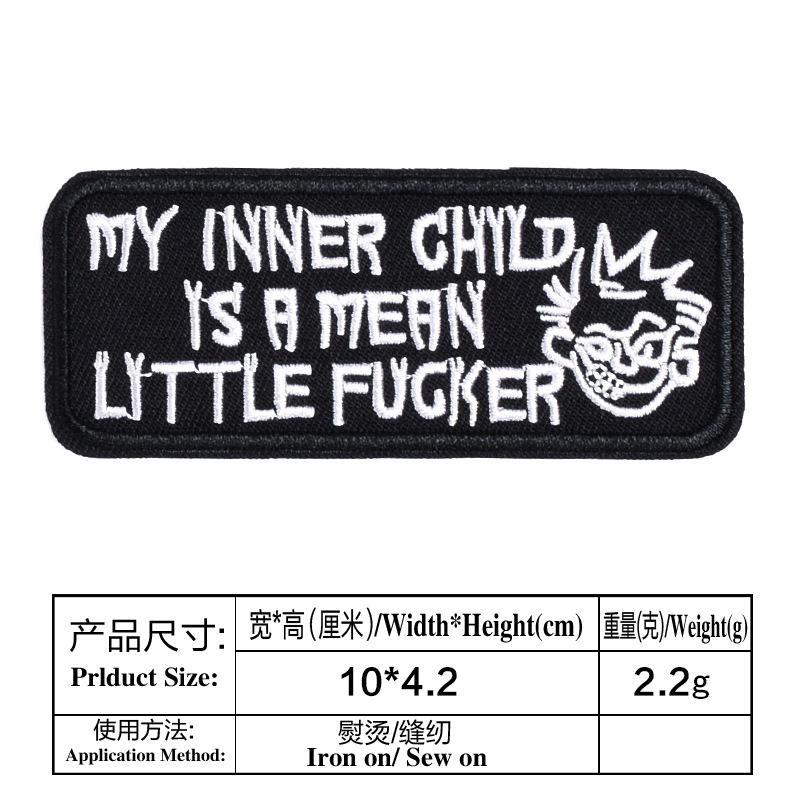 MY INNER CHILD
IS A MEAN
LITTLE FUCKER
产品尺寸:
Prlduct Size:
宽*高(厘米)/Width*Height(cm)
重量(克)/Weight(g)
10*4.2
2.2g
使用方法:
Application Method:
熨烫/缝纫
Iron on/ Sew on